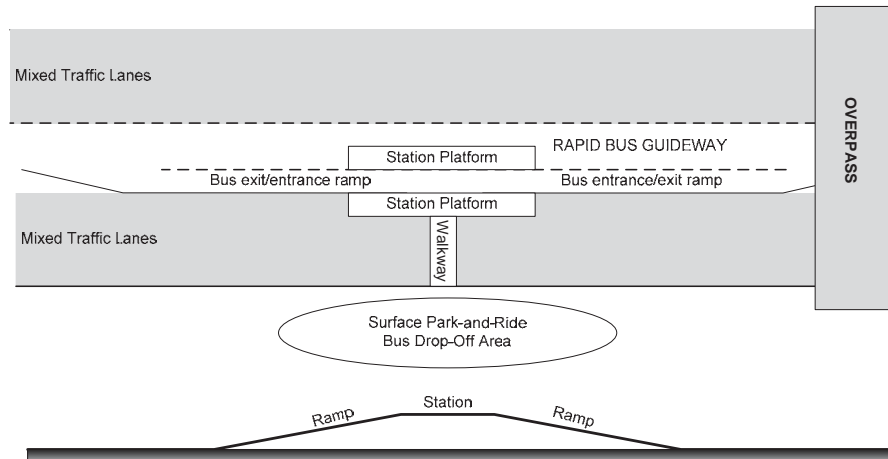 Mixed Traffic Lanes
OVERPASS
RAPID BUS GUIDEWAY
Station Platform
Bus exit/entrance ramp
Bus entrance/exit ramp
Station Platform
Mixed Traffic Lanes
Walkway
Surface Park-and-Ride
Bus Drop-Off Area
Station
Ramp
Ramp